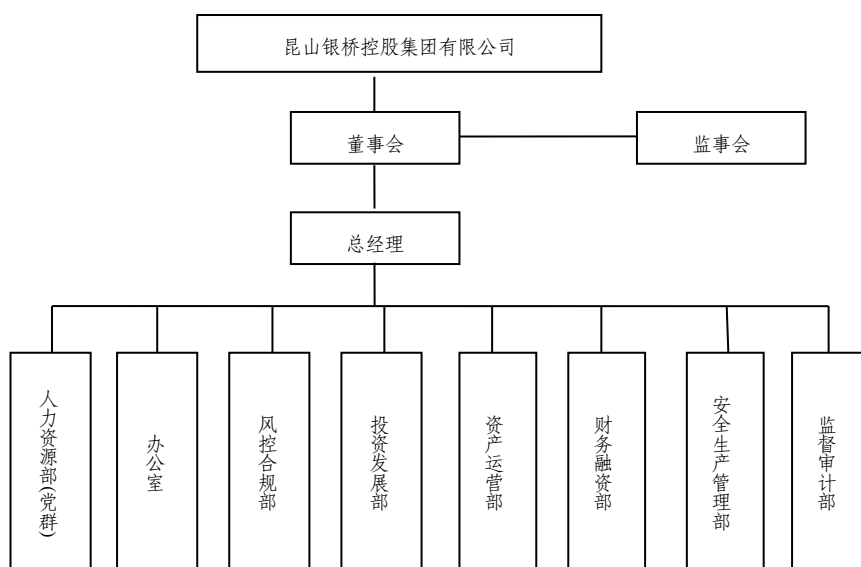 昆山银桥控股集团有限公司
董事会
监事会
总经理
人力资源部(党群)
办公室
风控合规部
投资发展部
资产运营部
财务融资部
安全生产管理部
监督审计部